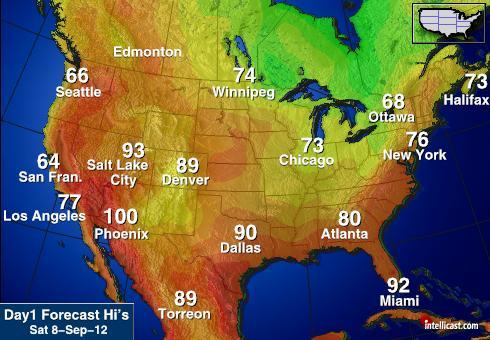 Edmonton
66
Seattle
74
Winnipeg
73
Halifax
68
Ottawa
76
New York
73
Chicago
64
San Fran.
93
Salt Lake
City
89
Denver
77
Los Angeles
100
Phoenix
90
Dallas
80
Atlanta
92
Miami
89
Torreon
Day1 Forecast Hi's
Sat 8-Sep-12
intellicast.com